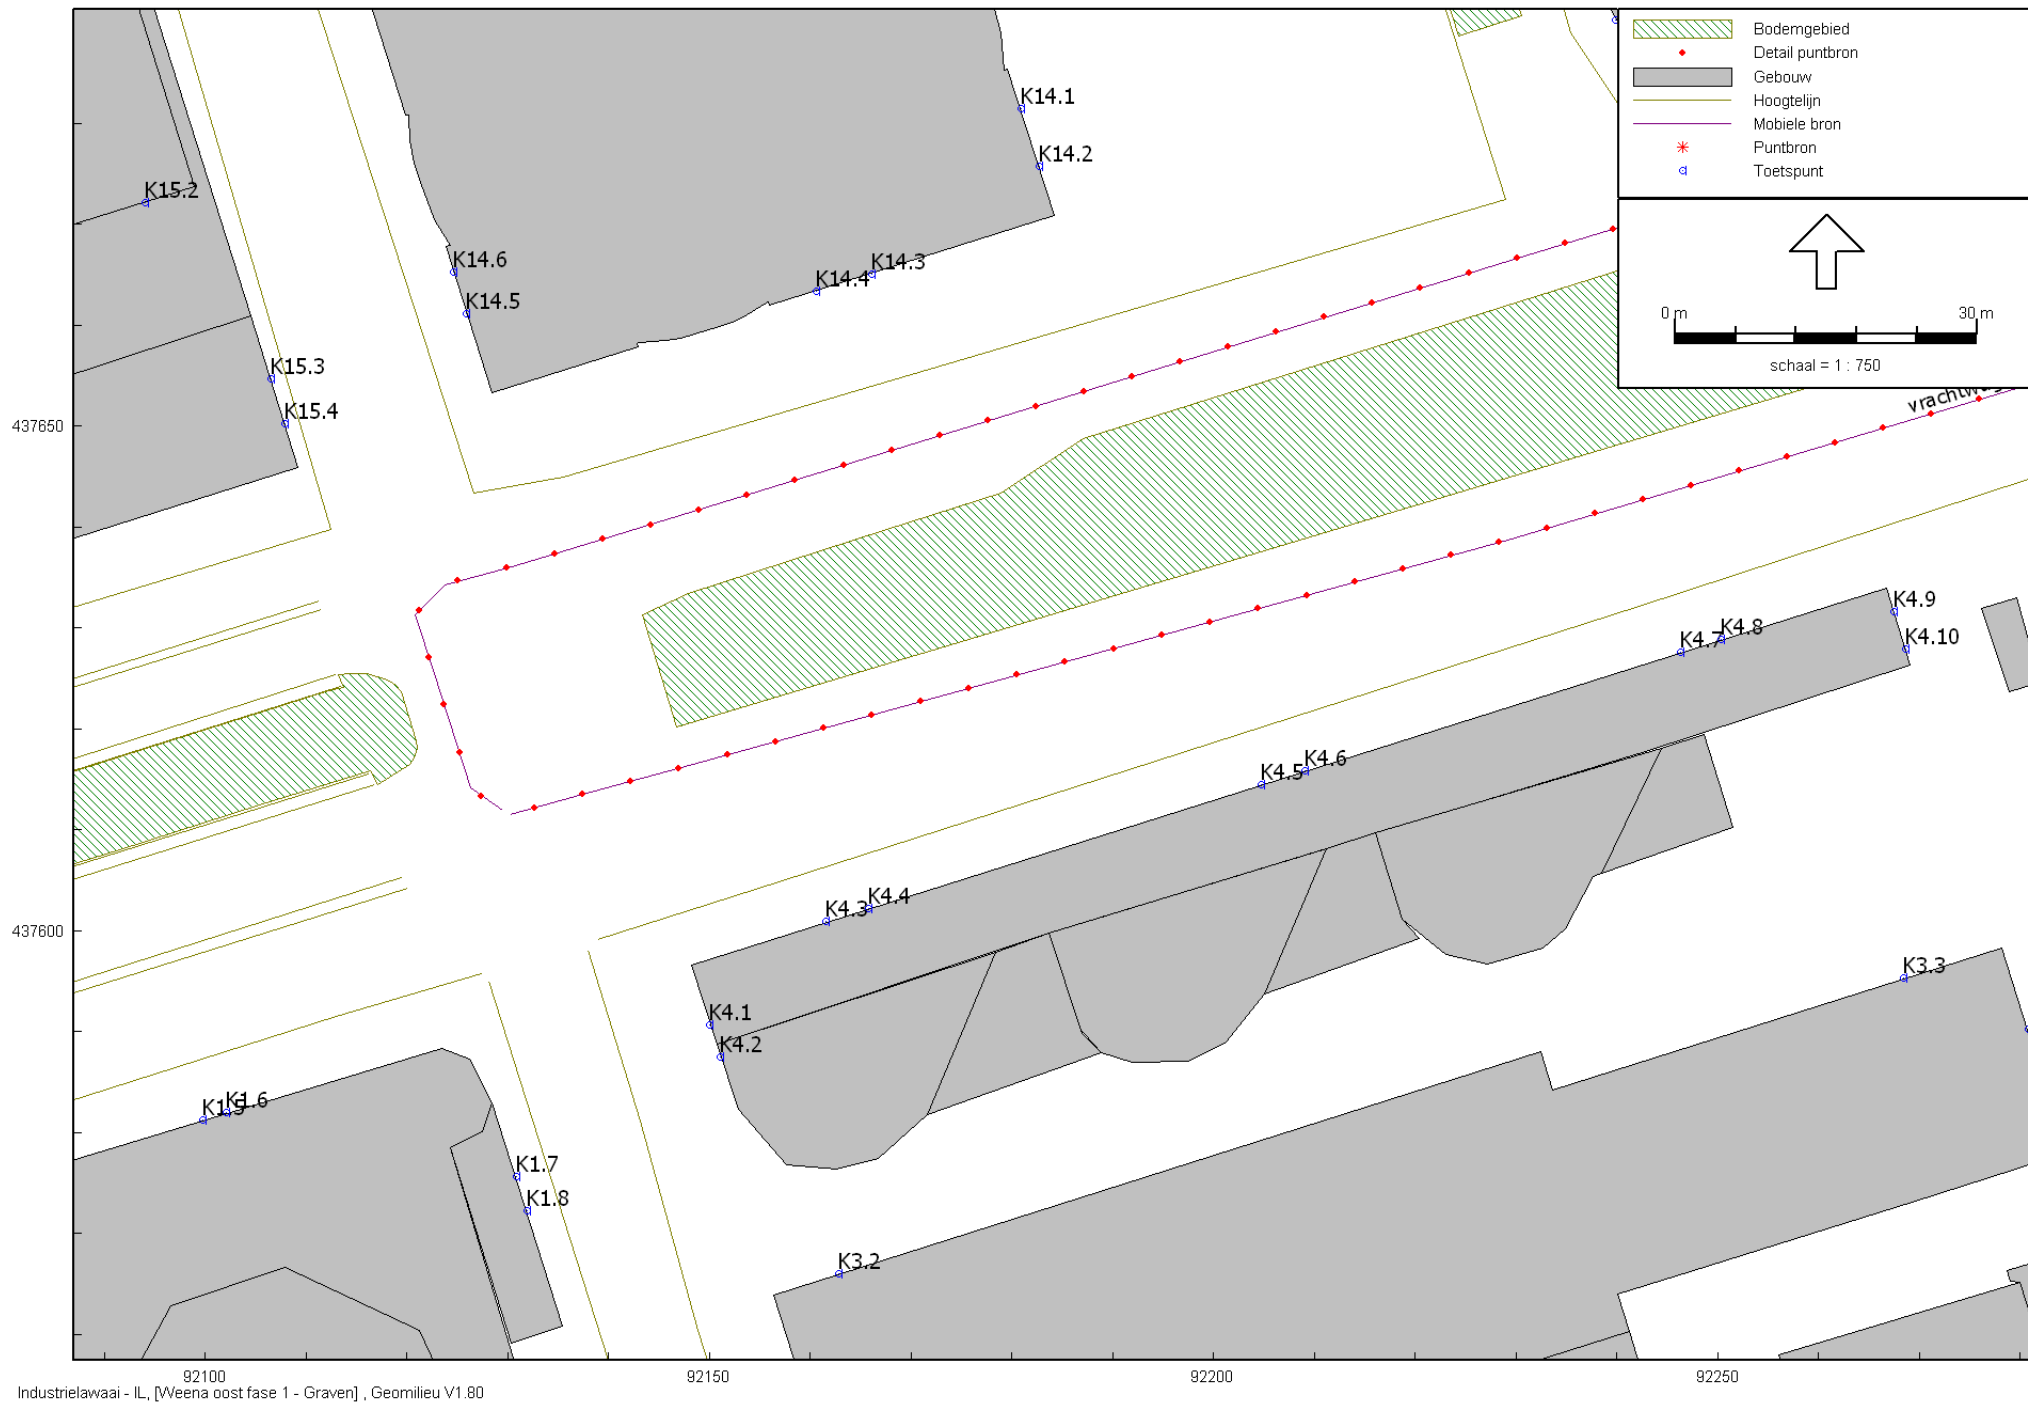 Bodemgebied
Detail puntbron
Gebouw
Hoogtelijn
Mobiele bron
Puntbron
Toetspunt
0 m 30 m
schaal = 1 : 750
K14.1
K14.2
K15.2
K14.6
K14.3
K14.4
K14.5
K15.3
K15.4
437650
K4.9
K4.8
K4.7
K4.10
K4.6
K4.5
K4.4
K4.3
437600
K3.3
K4.1
K4.2
K1.6
K1.5
K1.7
K1.8
K3.2
92100 92150 92200 92250
Industrielawaai - IL, [Weena oost fase 1 - Graven] , Geomilieu V1.80